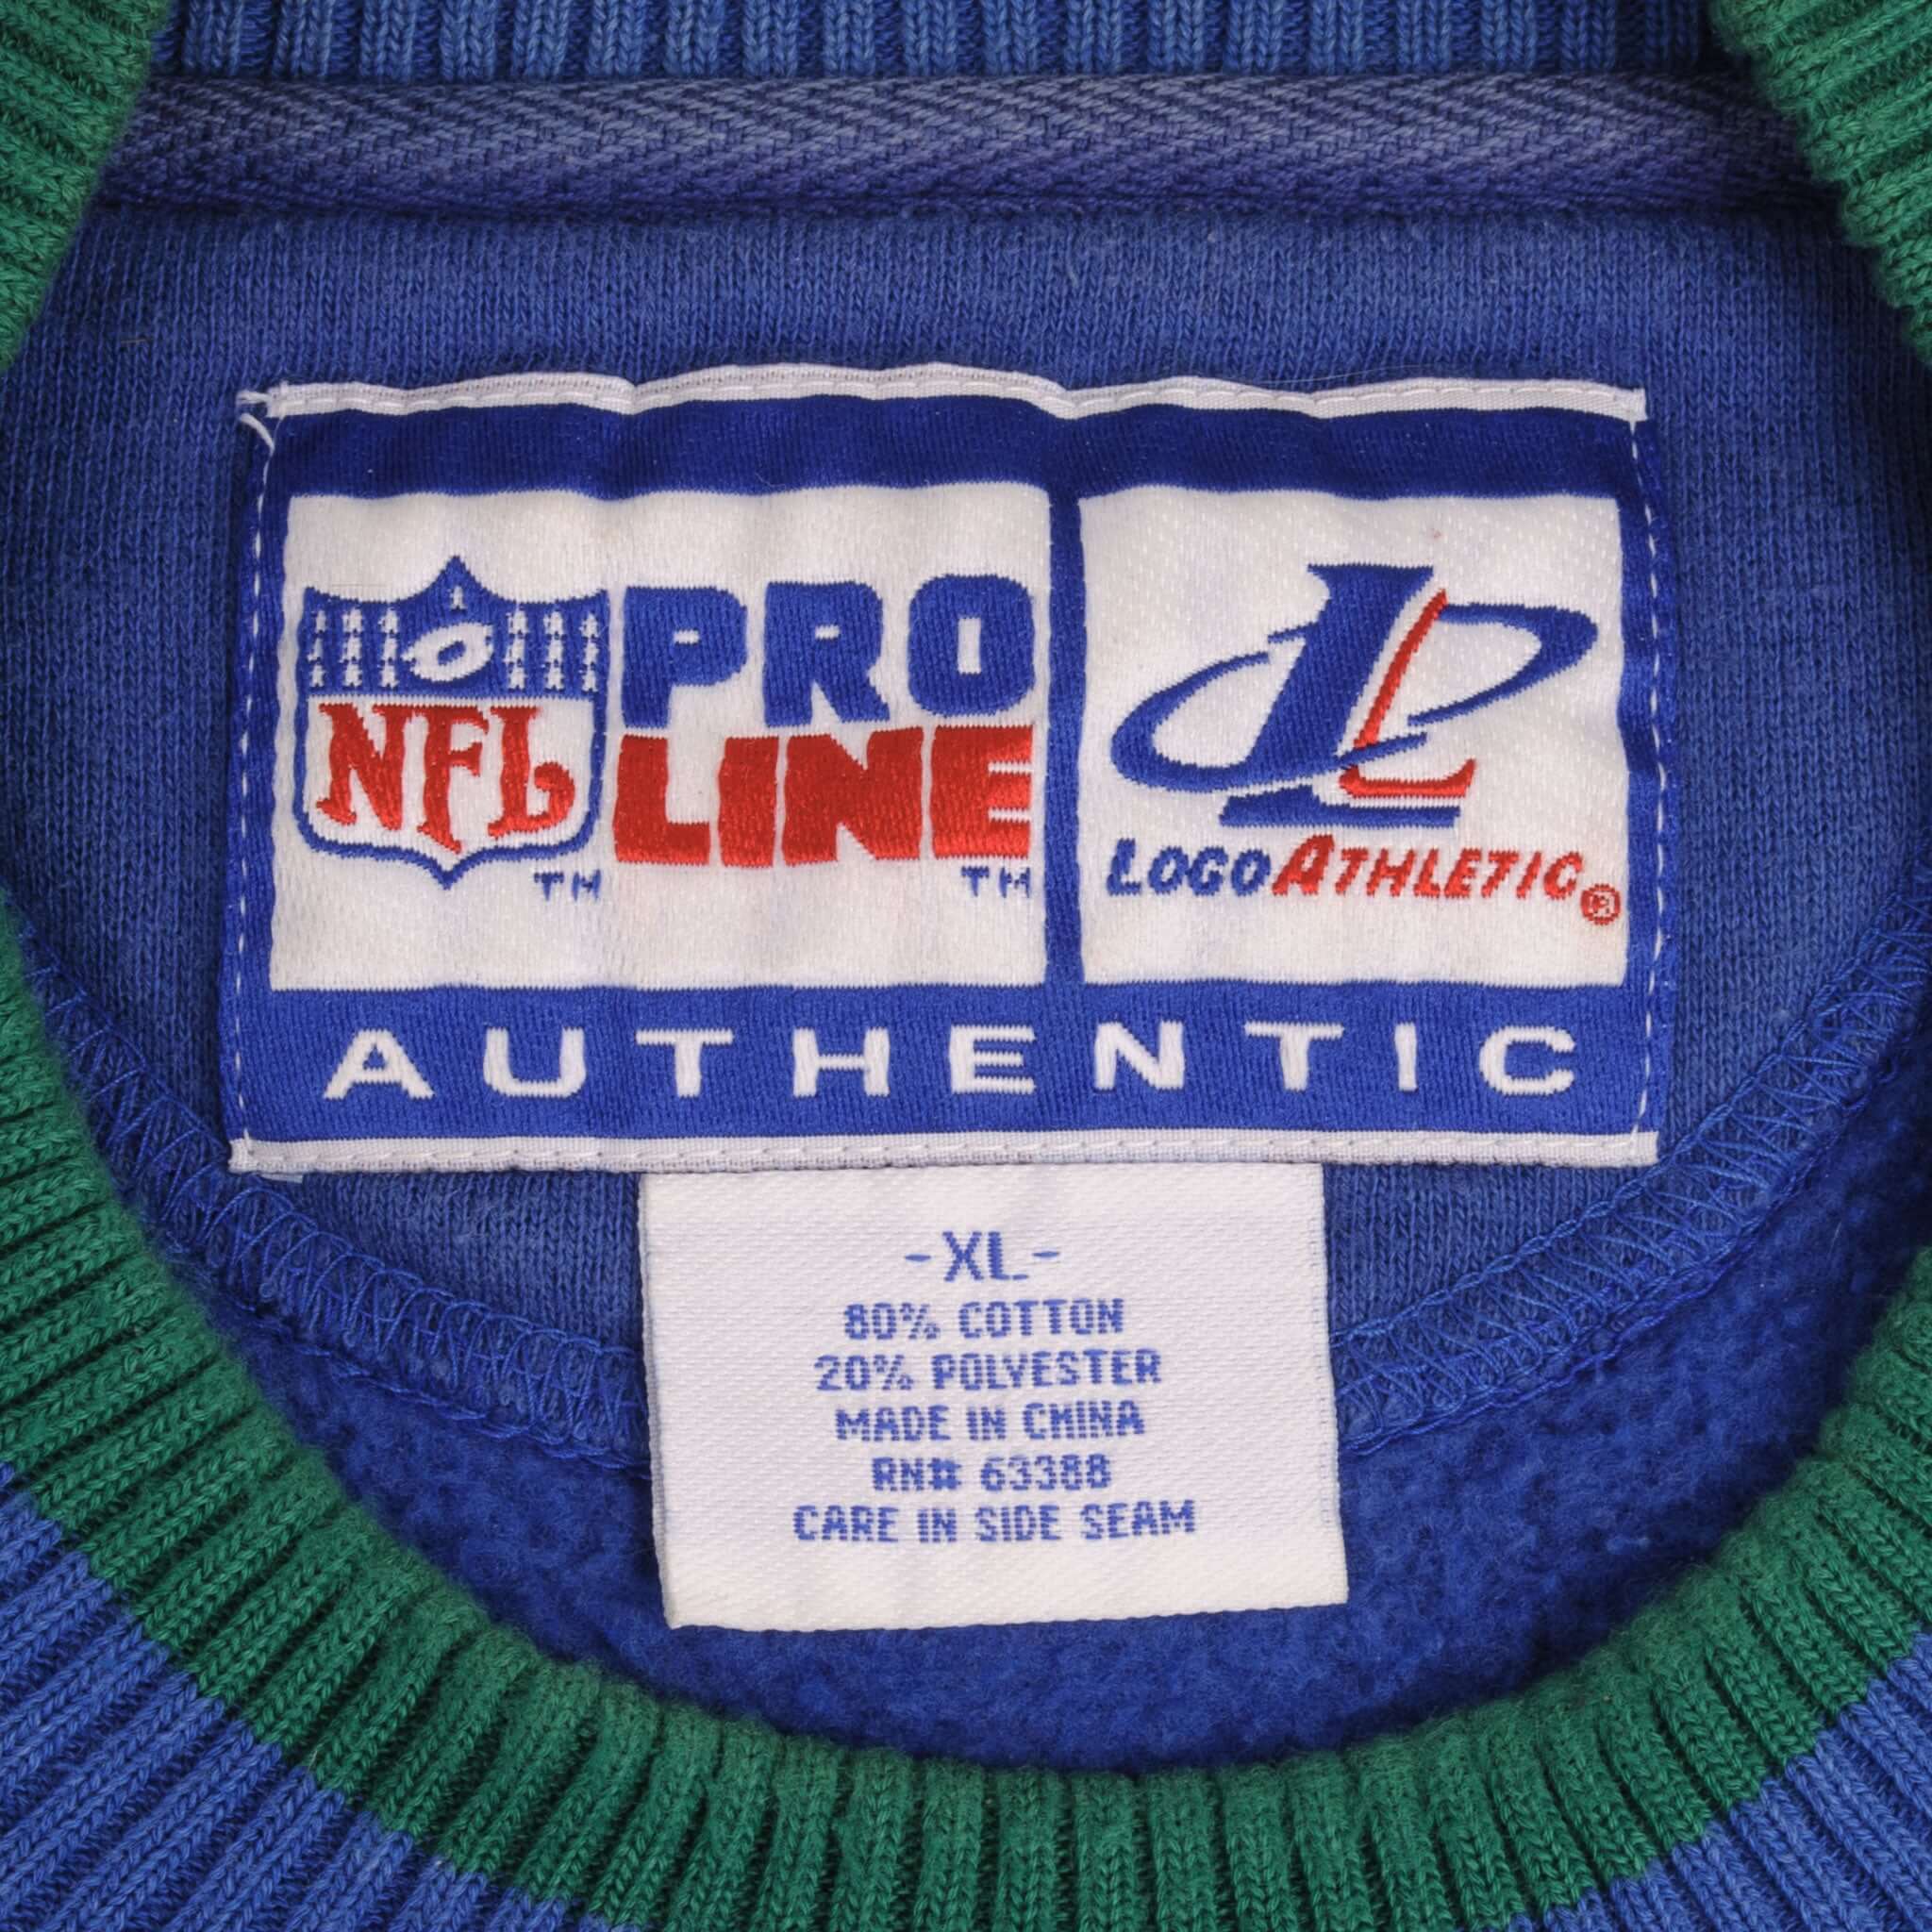 NFL
TM
PRO
LINE
TM
L
LOGOATHLETIC®
AUTHENTIC
-XL-
80% COTTON
20% POLYESTER
MADE IN CHINA
RN# 63388
CARE IN SIDE SEAM